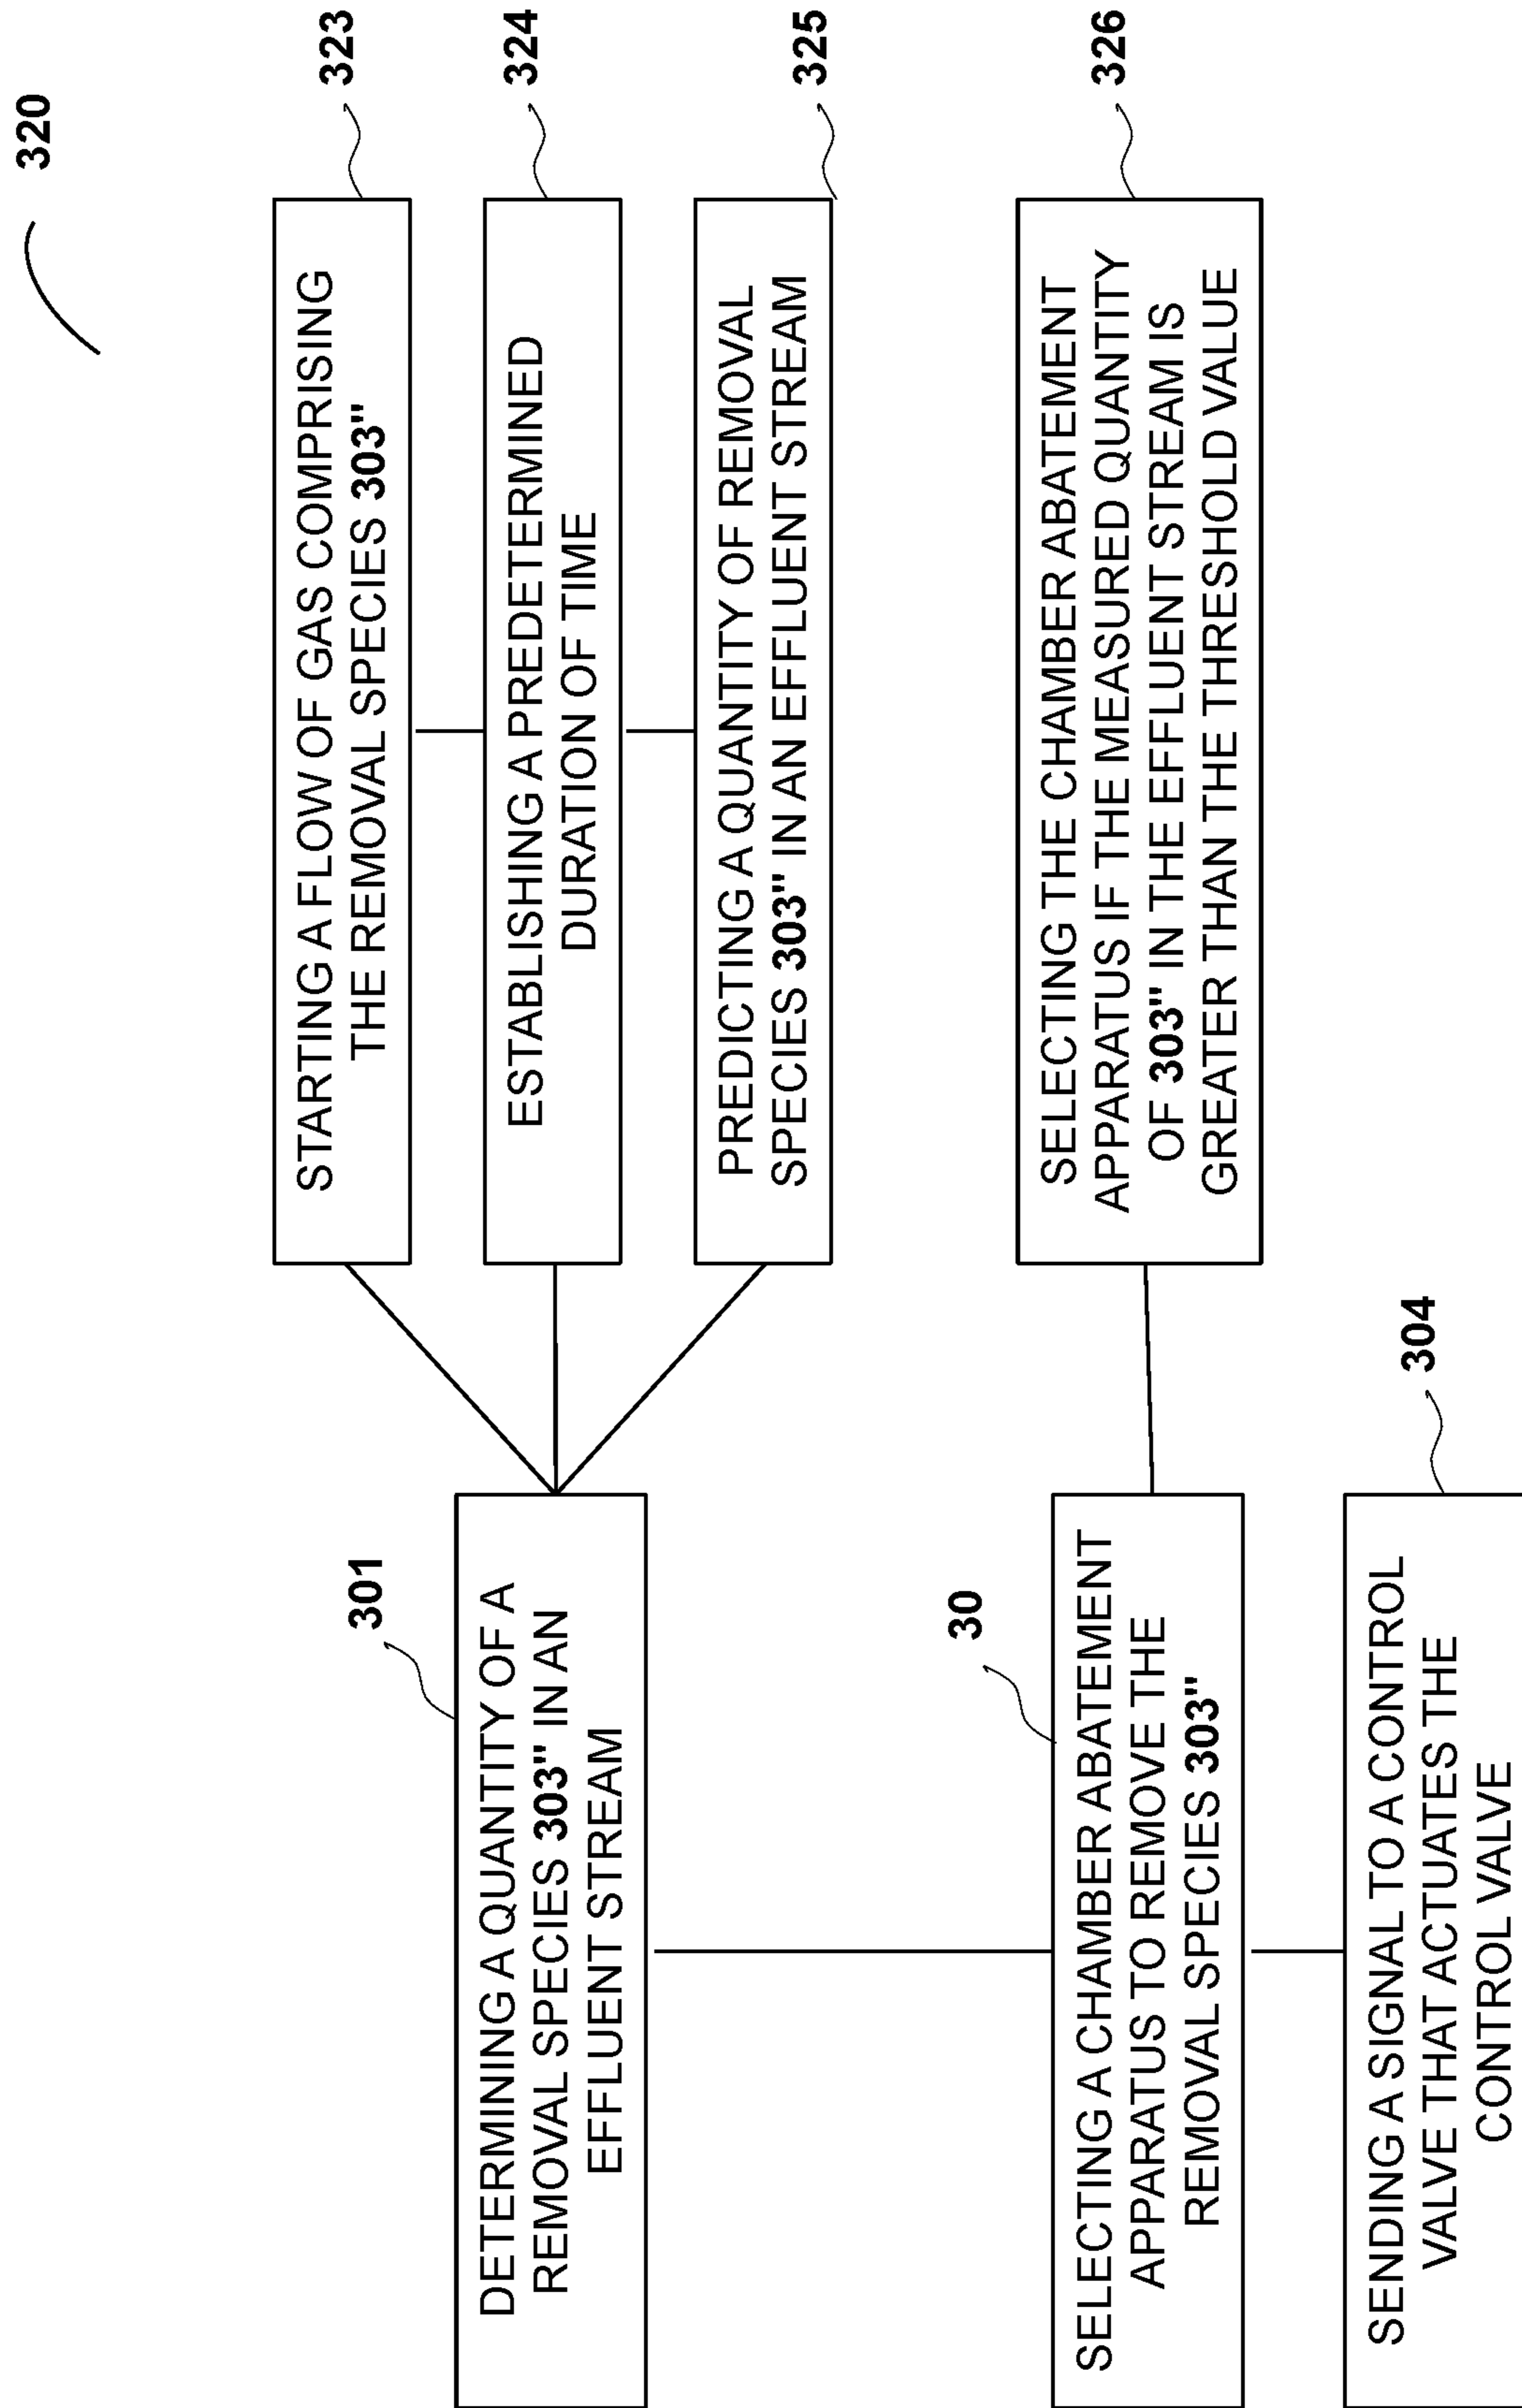 320
301
DETERMINING A QUANTITY OF A
REMOVAL SPECIES 303" IN AN
EFFLUENT STREAM
STARTING A FLOW OF GAS COMPRISING
THE REMOVAL SPECIES 303"
323
ESTABLISHING A PREDETERMINED
DURATION OF TIME
324
PREDICTING A QUANTITY OF REMOVAL
SPECIES 303" IN AN EFFLUENT STREAM
325
30
SELECTING A CHAMBER ABATEMENT
APPARATUS TO REMOVE THE
REMOVAL SPECIES 303"
SELECTING THE CHAMBER ABATEMENT
APPARATUS IF THE MEASURED QUANTITY
OF 303" IN THE EFFLUENT STREAM IS
GREATER THAN THE THRESHOLD VALUE
326
SENDING A SIGNAL TO A CONTROL
VALVE THAT ACTUATES THE
CONTROL VALVE
304